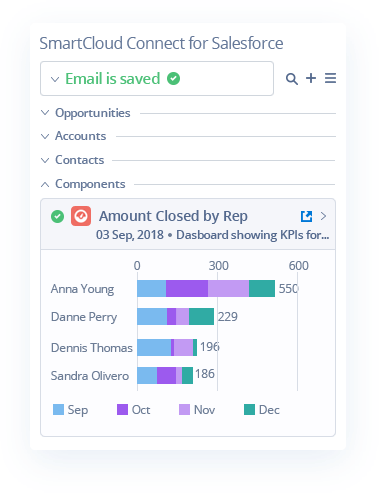 SmartCloud Connect for Salesforce
Email is saved
Opportunities
Accounts
Contacts
Components
Amount Closed by Rep
03 Sep, 2018 • Dasboard showing KPIs for...
0 300 600
Anna Young 550
Danne Perry 229
Dennis Thomas 196
Sandra Olivero 186
Sep Oct Nov Dec